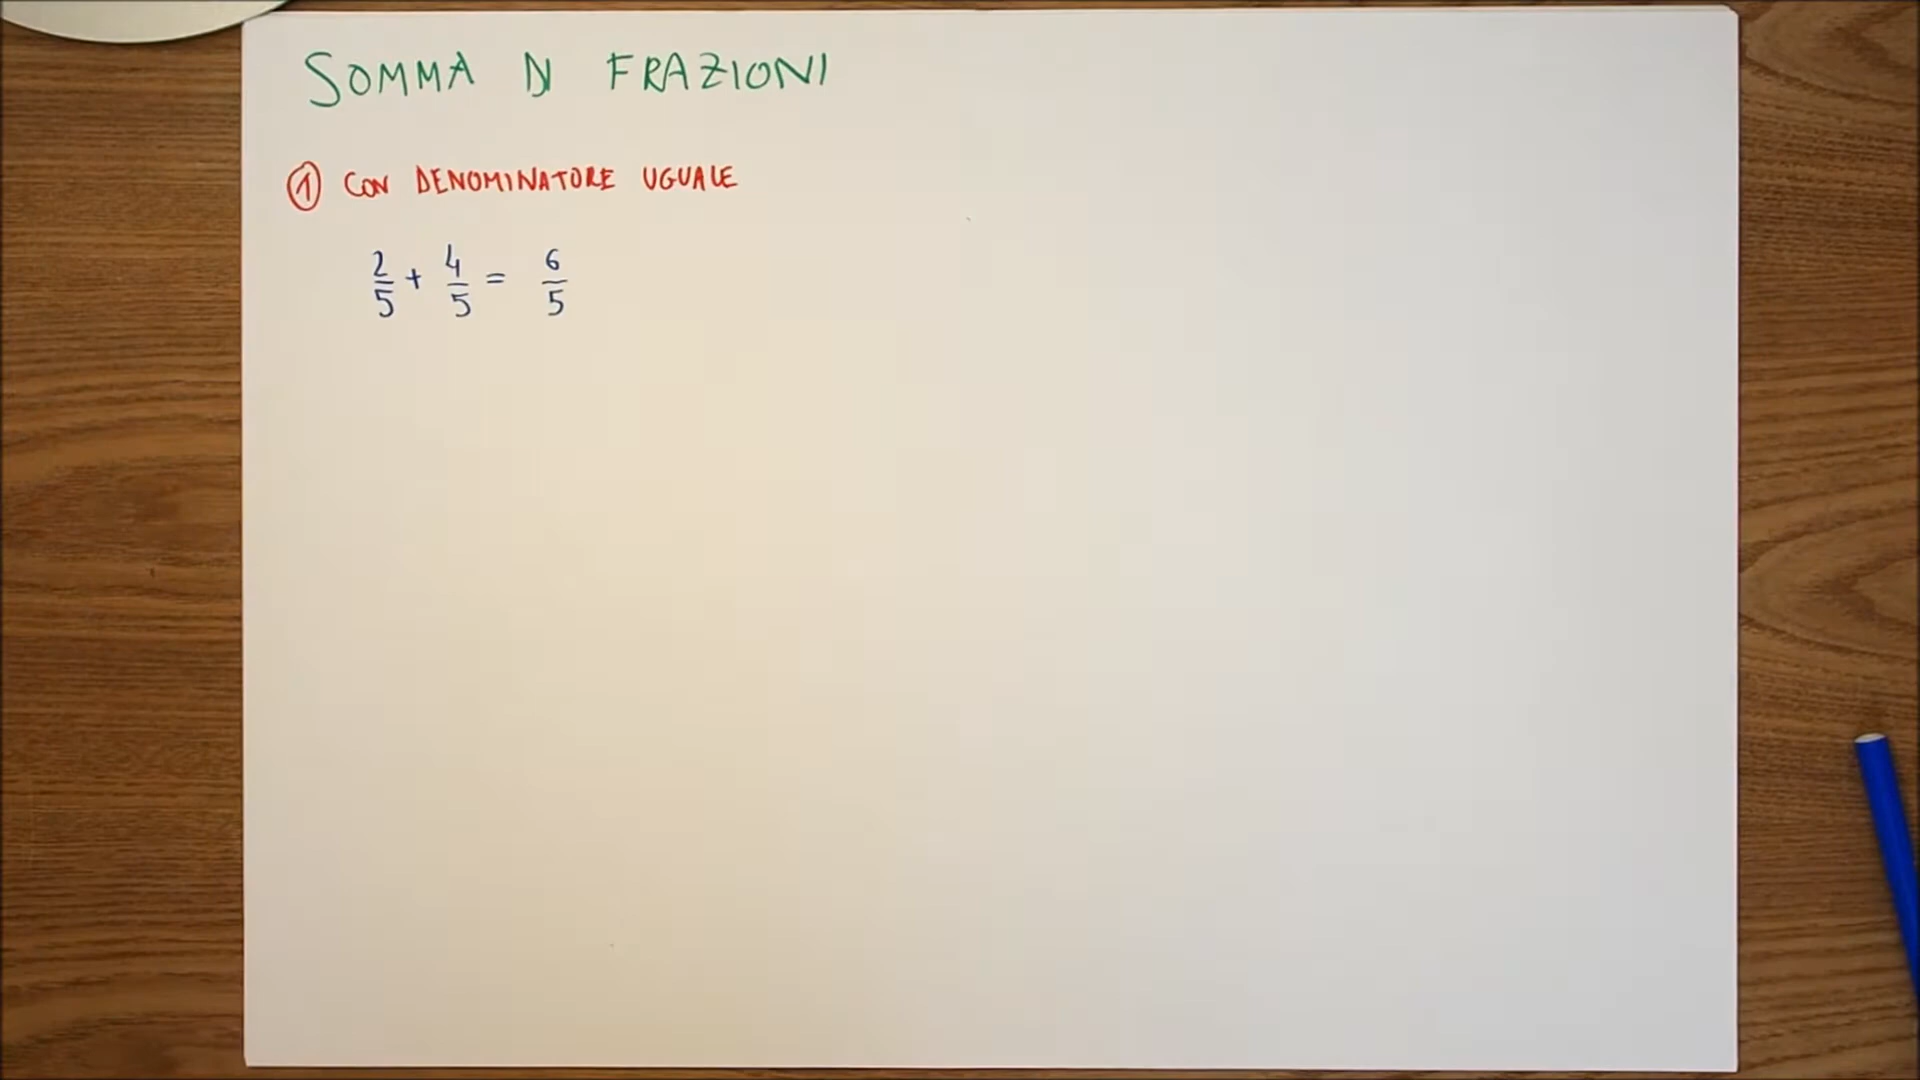 SOMMA DI FRAZIONI
① CON DENOMINATORE UGUALE
2/5 + 4/5 = 6/5